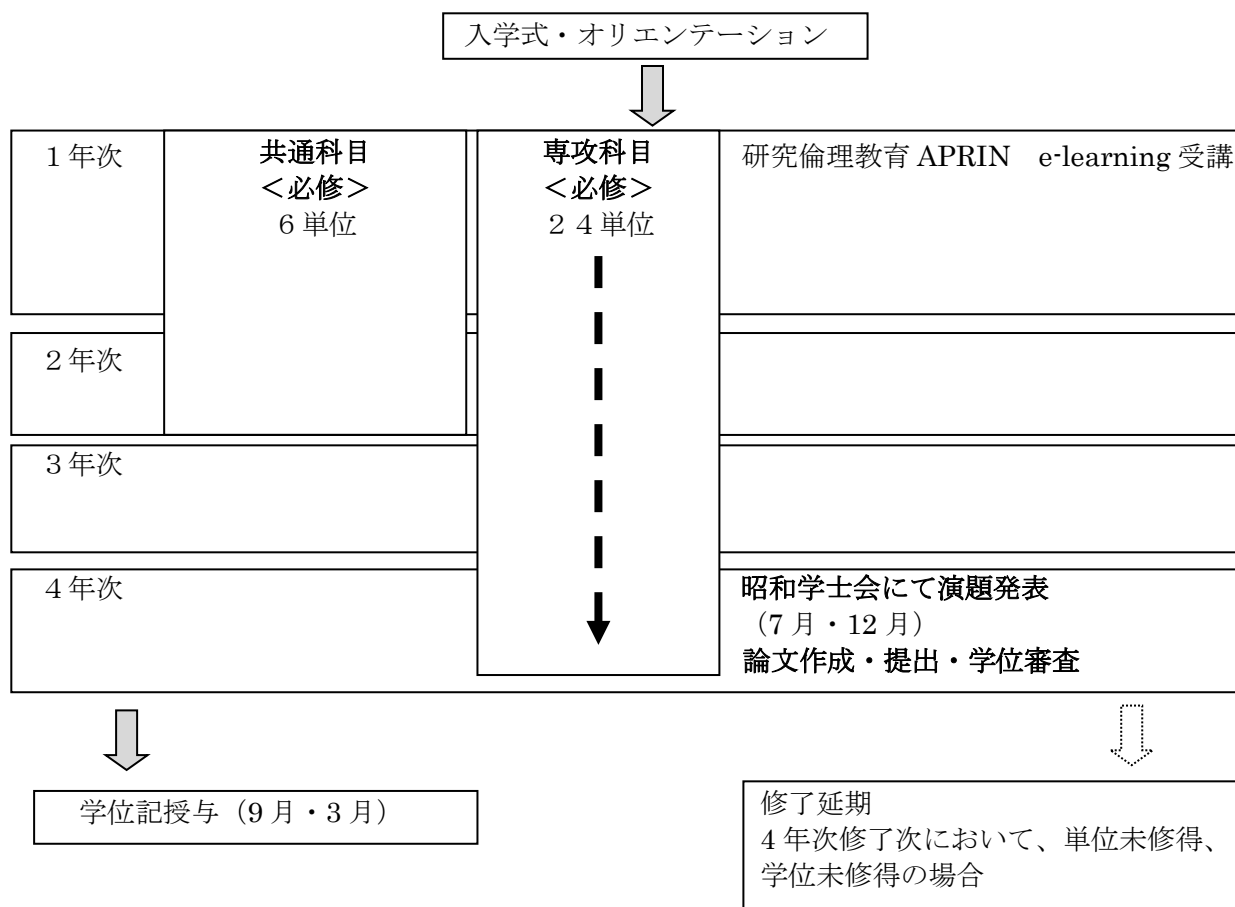 入学式・オリエンテーション
1年次
共通科目
＜必修＞
6単位
専攻科目
＜必修＞
２４単位
研究倫理教育 APRIN　e-learning 受講
２年次
３年次
４年次
昭和学士会にて演題発表
（7月・12月）
論文作成・提出・学位審査
学位記授与（9月・3月）
修了延期
4年次修了次において、単位未修得、
学位未修得の場合